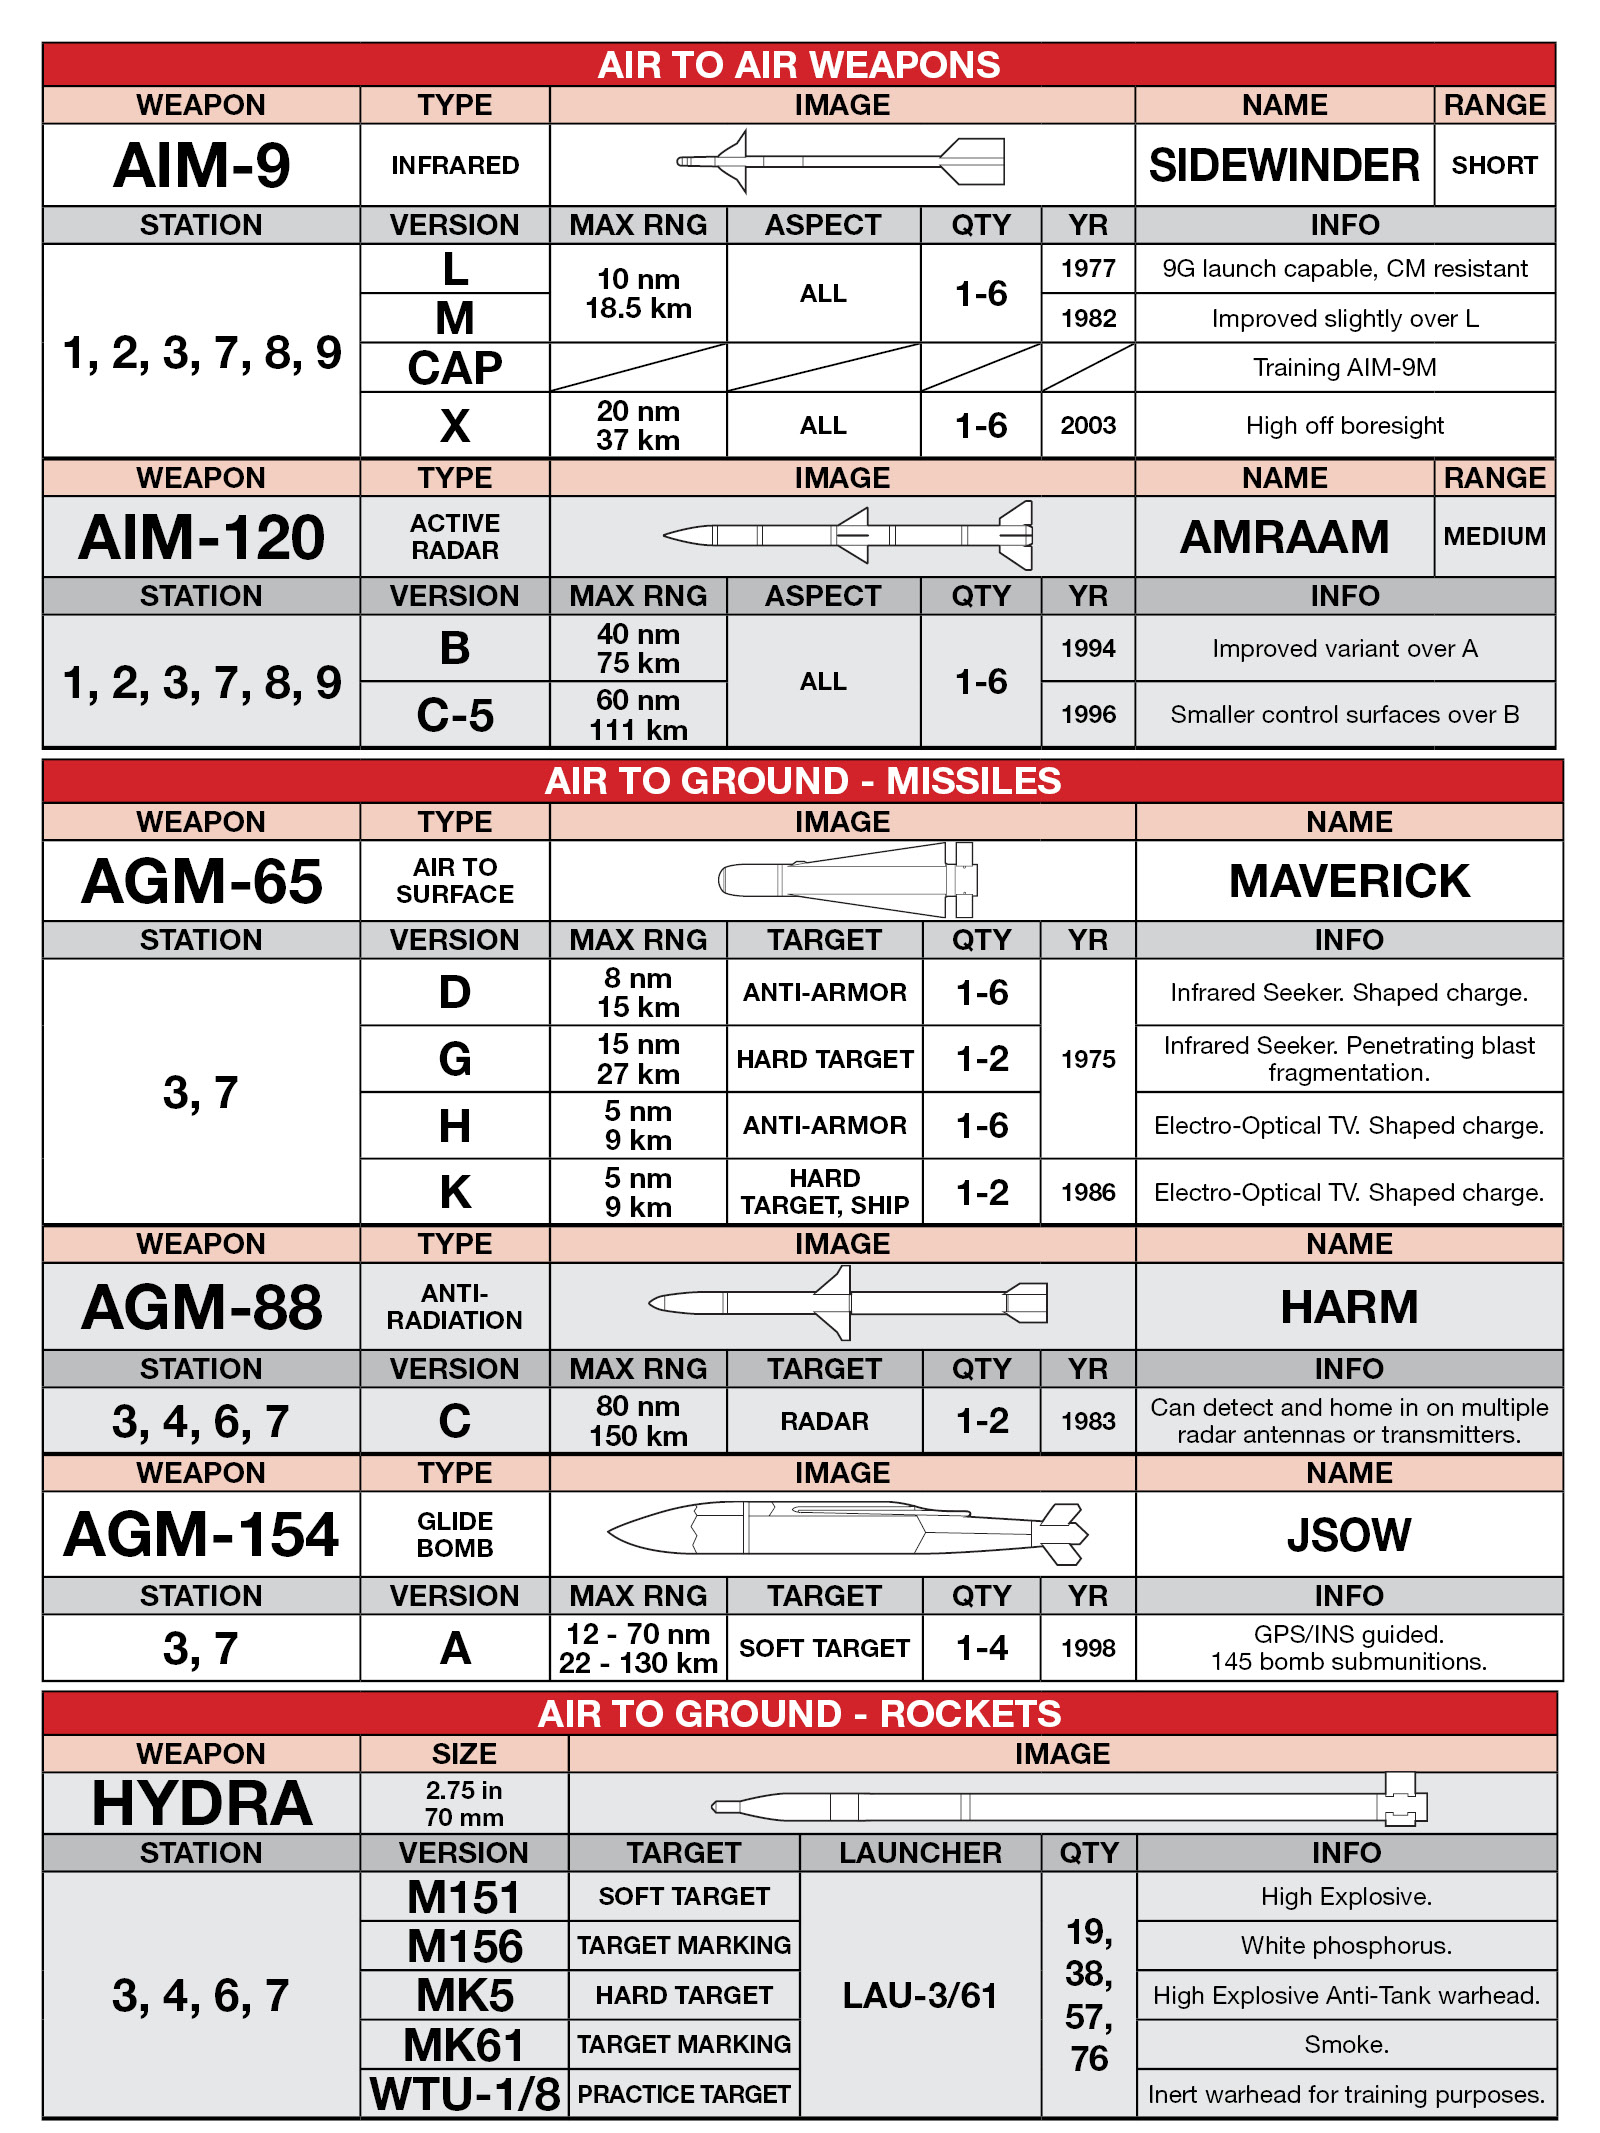 AIR TO AIR WEAPONS
WEAPON TYPE IMAGE NAME RANGE
AIM-9 INFRARED SIDEWINDER SHORT
STATION VERSION MAX RNG ASPECT QTY YR INFO
1, 2, 3, 7, 8, 9
L
10 nm
18.5 km
ALL
1-6
1977
9G launch capable, CM resistant
M
1982
Improved slightly over L
CAP
Training AIM-9M
X
20 nm
37 km
ALL
1-6
2003
High off boresight
WEAPON TYPE IMAGE NAME RANGE
AIM-120
ACTIVE
RADAR
AMRAAM
MEDIUM
STATION VERSION MAX RNG ASPECT QTY YR INFO
1, 2, 3, 7, 8, 9
B
40 nm
75 km
ALL
1-6
1994
Improved variant over A
C-5
60 nm
111 km
1996
Smaller control surfaces over B
AIR TO GROUND - MISSILES
WEAPON TYPE IMAGE NAME
AGM-65
AIR TO
SURFACE
MAVERICK
STATION VERSION MAX RNG TARGET QTY YR INFO
3, 7
D
8 nm
15 km
ANTI-ARMOR
1-6
1975
Infrared Seeker. Shaped charge.
G
15 nm
27 km
HARD TARGET
1-2
Infrared Seeker. Penetrating blast
fragmentation.
H
5 nm
9 km
ANTI-ARMOR
1-6
Electro-Optical TV. Shaped charge.
K
5 nm
9 km
HARD
TARGET, SHIP
1-2
1986
Electro-Optical TV. Shaped charge.
WEAPON TYPE IMAGE NAME
AGM-88
ANTI-
RADIATION
HARM
STATION VERSION MAX RNG TARGET QTY YR INFO
3, 4, 6, 7
C
80 nm
150 km
RADAR
1-2
1983
Can detect and home in on multiple
radar antennas or transmitters.
WEAPON TYPE IMAGE NAME
AGM-154
GLIDE
BOMB
JSOW
STATION VERSION MAX RNG TARGET QTY YR INFO
3, 7
A
12 - 70 nm
22 - 130 km
SOFT TARGET
1-4
1998
GPS/INS guided.
145 bomb submunitions.
AIR TO GROUND - ROCKETS
WEAPON SIZE IMAGE
HYDRA
2.75 in
70 mm
STATION VERSION TARGET LAUNCHER QTY INFO
3, 4, 6, 7
M151
SOFT TARGET
LAU-3/61
19,
38,
57,
76
High Explosive.
M156
TARGET MARKING
White phosphorus.
MK5
HARD TARGET
High Explosive Anti-Tank warhead.
MK61
TARGET MARKING
Smoke.
WTU-1/8
PRACTICE TARGET
Inert warhead for training purposes.